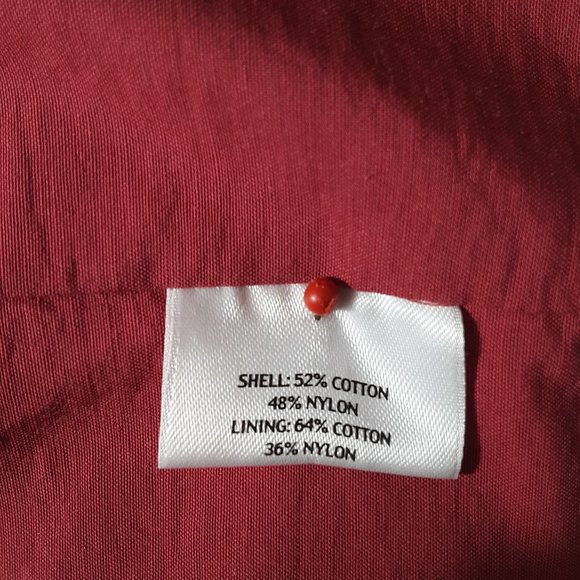 SHELL: 52% COTTON
48% NYLON
LINING: 64% COTTON
36% NYLON